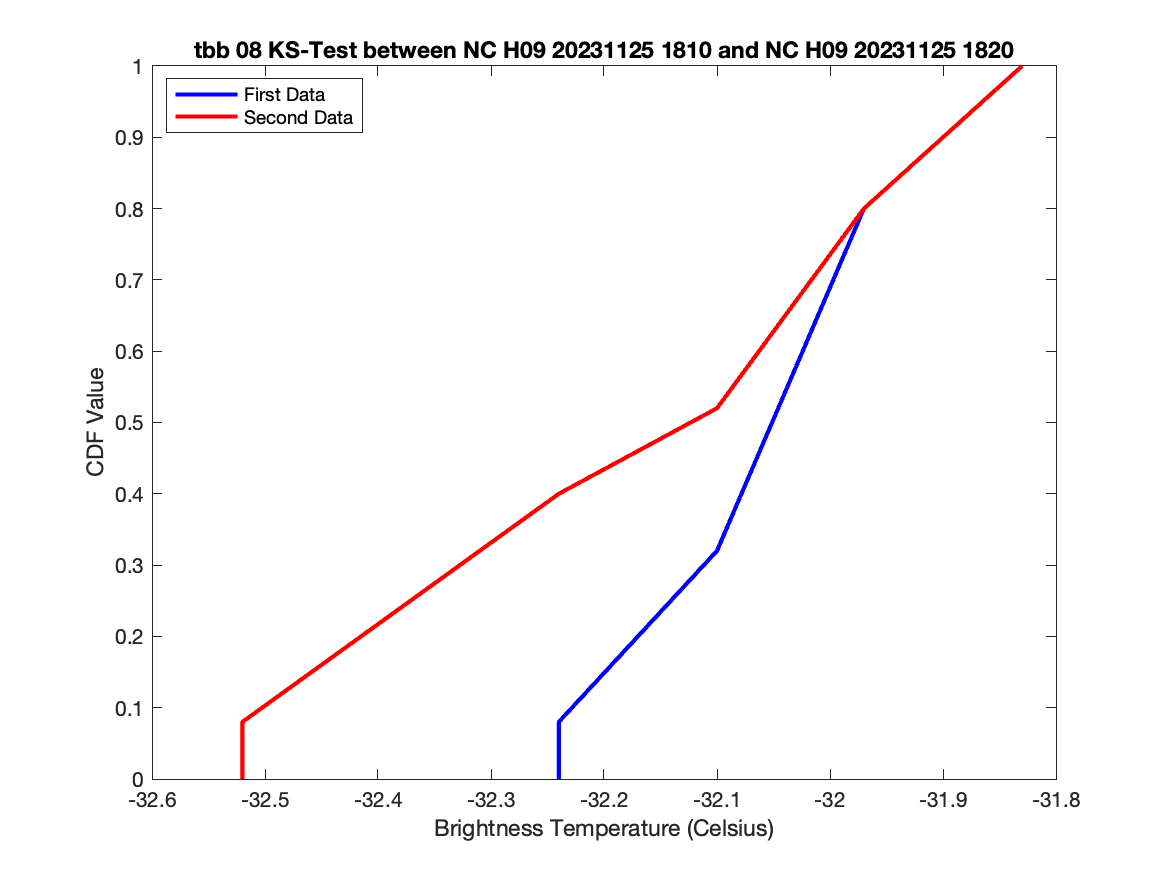 tbb 08 KS-Test between NC H09 20231125 1810 and NC H09 20231125 1820
First Data
Second Data
1
0.9
0.8
0.7
0.6
0.5
0.4
0.3
0.2
0.1
0
CDF Value
-32.6 -32.5 -32.4 -32.3 -32.2 -32.1 -32 -31.9 -31.8
Brightness Temperature (Celsius)